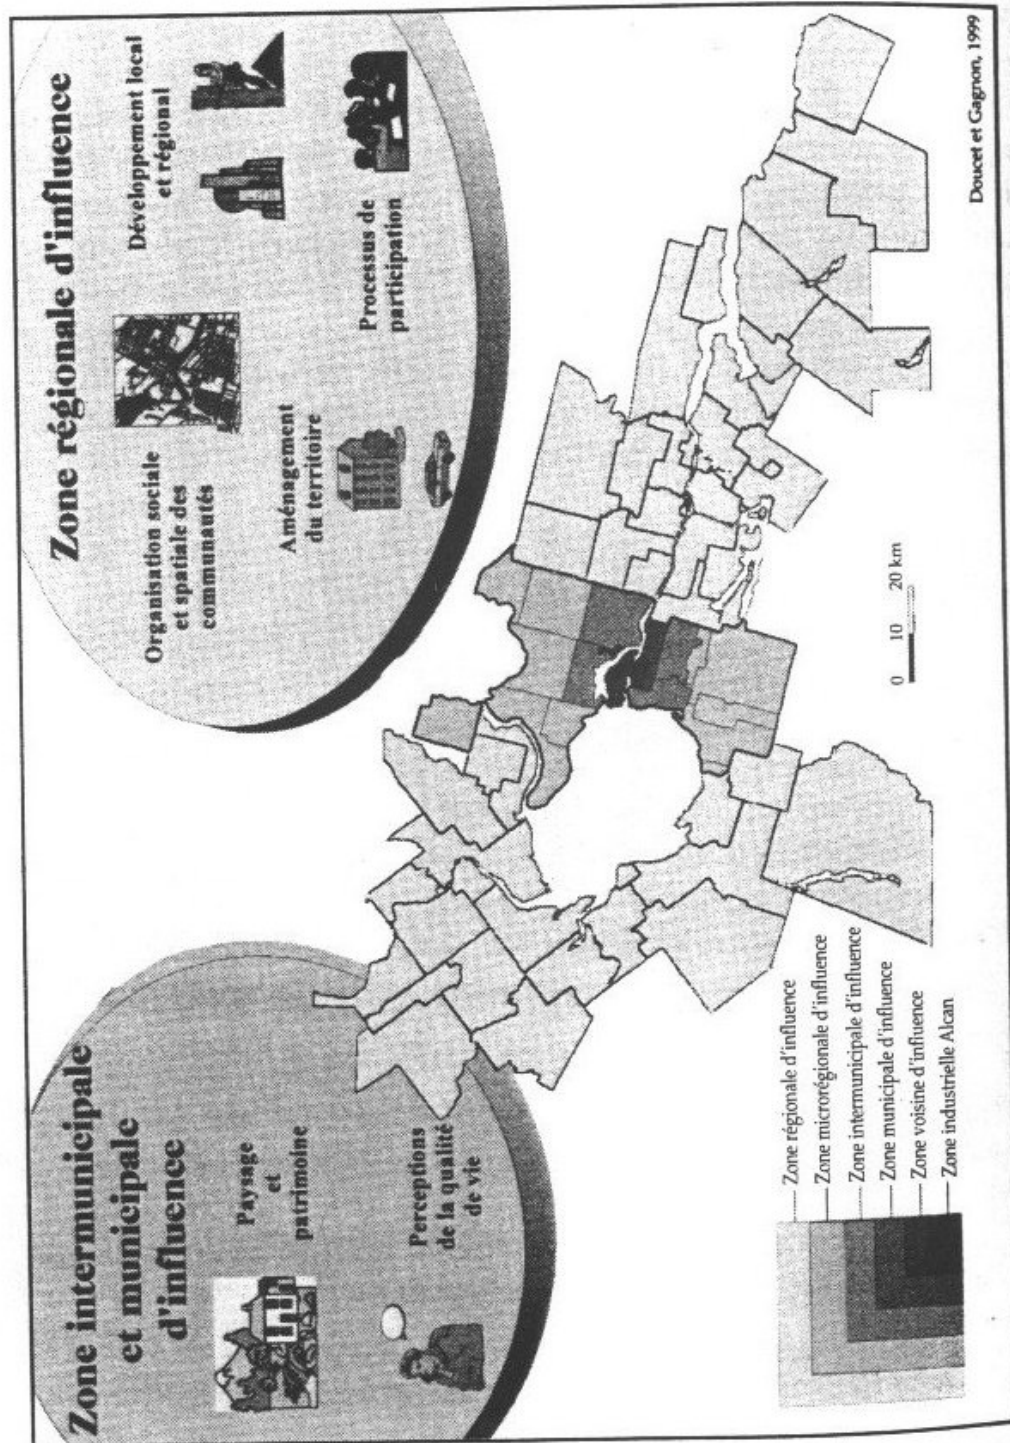 Zone intermunicipale
et municipale
d'influence
Paysage
et
patrimoine
Perceptions
de la qualité
de vie
Zone régionale d'influence
Organisation sociale
et spatiale des
communautés
Développement local
et régional
Aménagement
du territoire
Processus de
participation
Zone régionale d'influence
Zone microrégionale d'influence
Zone intermunicipale d'influence
Zone municipale d'influence
Zone voisine d'influence
Zone industrielle Alcan
0 10 20 km
Doucet et Gagnon, 1999